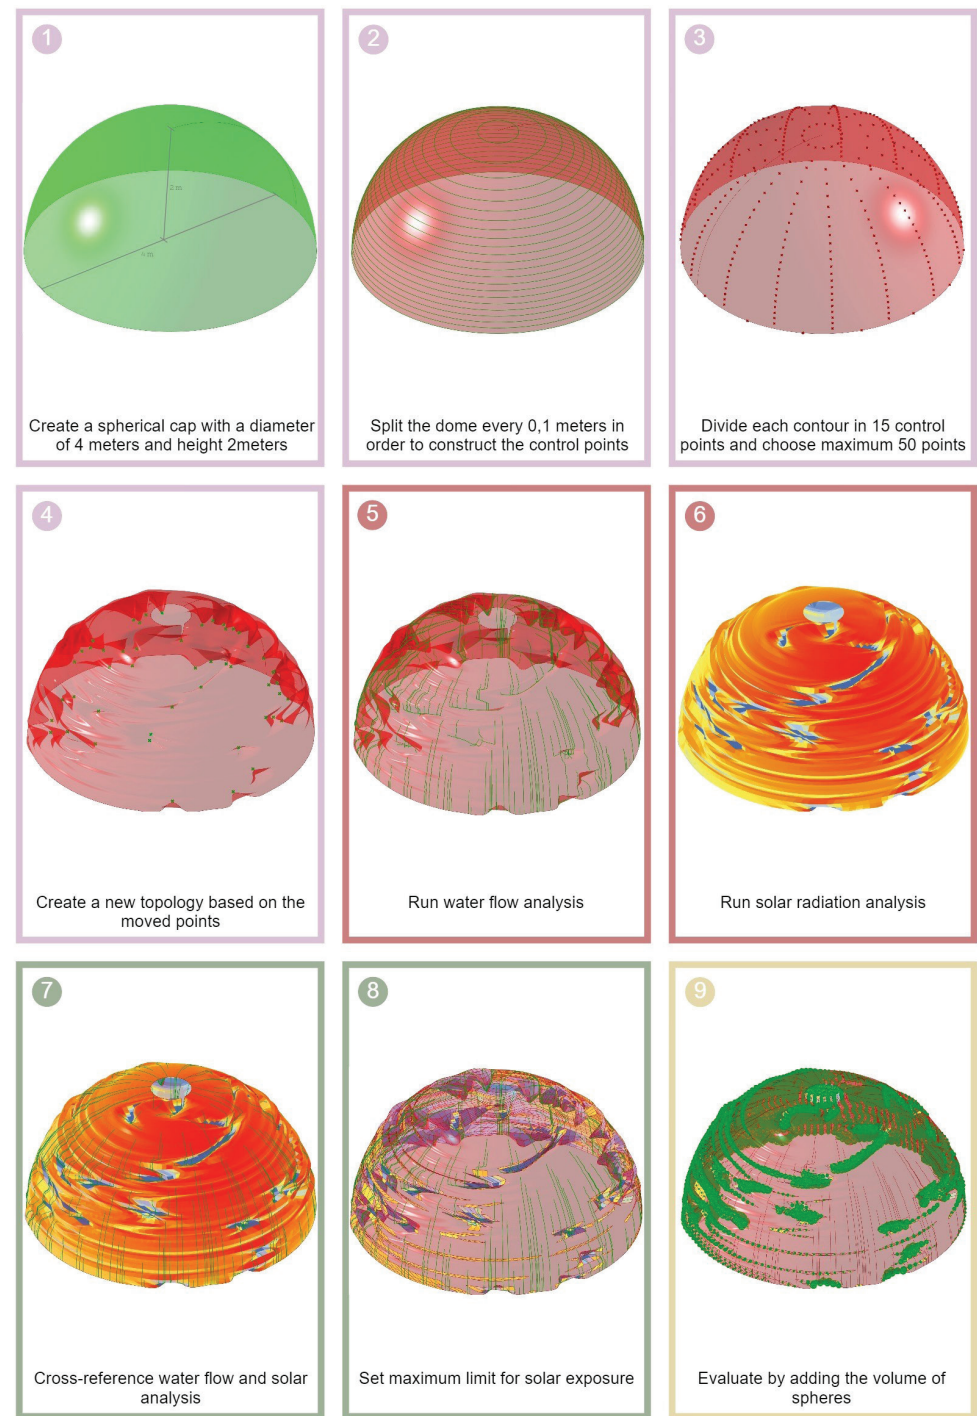 1
2
3
2 m
Create a spherical cap with a diameter
of 4 meters and height 2meters
Split the dome every 0,1 meters in
order to construct the control points
Divide each contour in 15 control
points and choose maximum 50 points
4
5
6
Create a new topology based on the
moved points
Run water flow analysis
Run solar radiation analysis
7
8
9
Cross-reference water flow and solar
analysis
Set maximum limit for solar exposure
Evaluate by adding the volume of
spheres